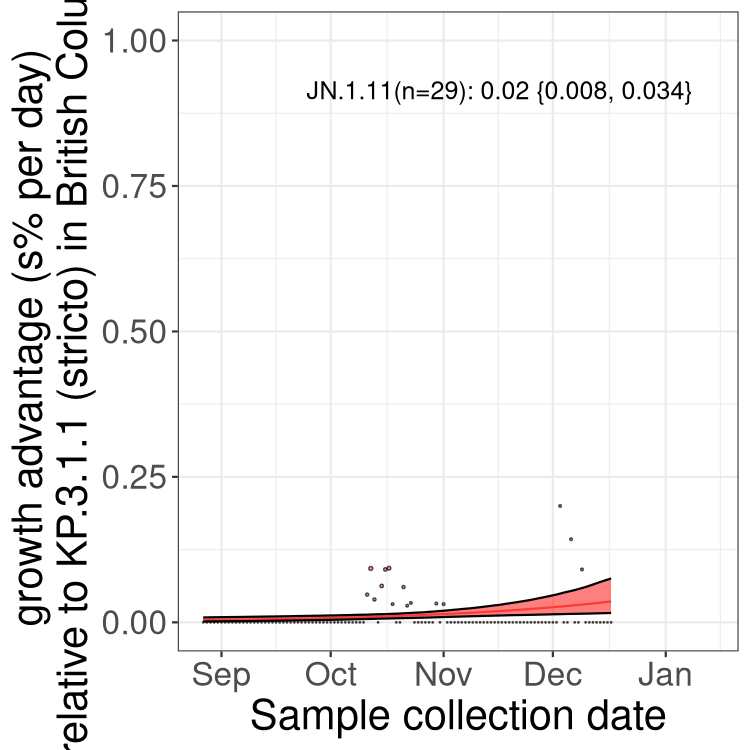 growth advantage (s% per day)
relative to KP.3.1.1 (stricto) in British Colu
1.00
0.75
0.50
0.25
0.00
JN.1.11(n=29): 0.02 {0.008, 0.034}
Sep Oct Nov Dec Jan
Sample collection date